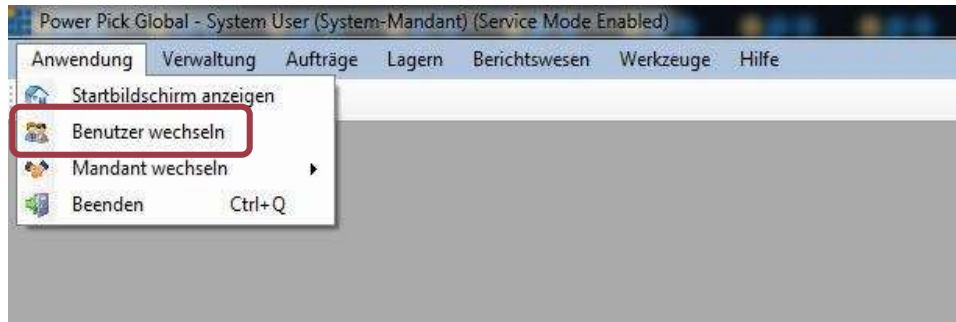 Power Pick Global - System User (System-Mandant) (Service Mode Enabled)
Anwendung Verwaltung Aufträge Lagern Berichtswesen Werkzeuge Hilfe
Startbildschirm anzeigen
Benutzer wechseln
Mandant wechseln
Beenden Ctrl+Q